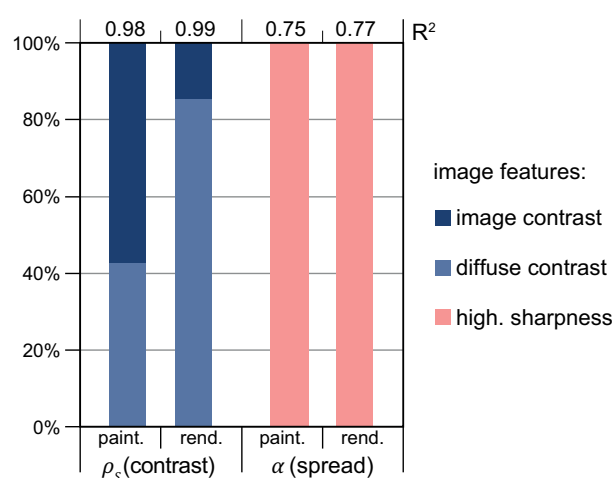 0.98 0.99 0.75 0.77 R²
100%
80%
60%
40%
20%
0%
image features:
image contrast
diffuse contrast
high. sharpness
paint. rend. paint. rend.
ρₛ(contrast) α (spread)